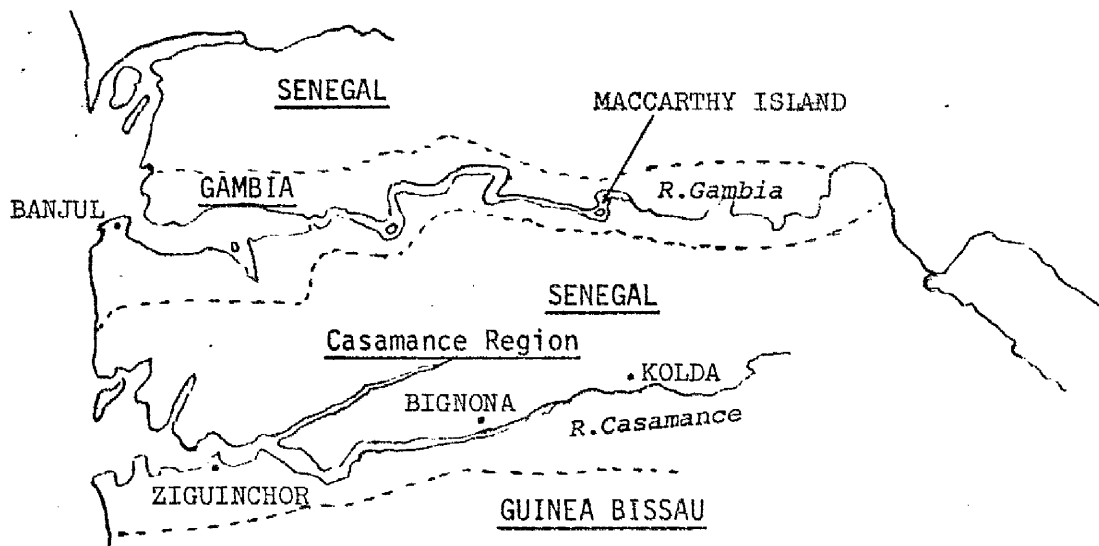 SENEGAL
MACCARTHY ISLAND
GAMBIA
R.Gambia
BANJUL
SENEGAL
Casamance Region
KOLDA
BIGNONA
R.Casamance
ZIGUINCHOR
GUINEA BISSAU